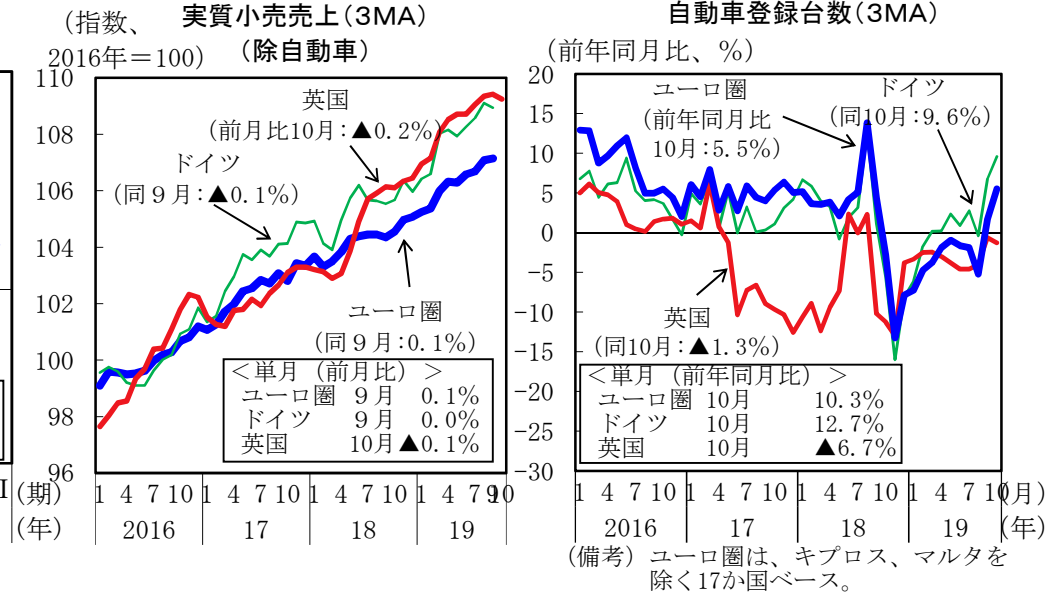 実質小売売上(3MA)
(除自動車)
(指数、
2016年＝100)
110
108
106
104
102
100
98
96
英国
(前月比10月：▲0.2%)
ドイツ
(同９月：▲0.1%)
ユーロ圏
(同９月：0.1%)
＜単月（前月比）＞
ユーロ圏 ９月 0.1%
ドイツ ９月 0.0%
英国 10月▲0.1%
(期) 1 4 7 10 1 4 7 10 1 4 7 10 1 4 7 9 10
(年) 2016 17 18 19
自動車登録台数(3MA)
(前年同月比、%)
20
15
10
5
0
−5
−10
−15
−20
−25
−30
ユーロ圏
(前年同月比
10月：5.5%)
ドイツ
(同10月：9.6%)
英国
(同10月：▲1.3%)
＜単月（前年同月比）＞
ユーロ圏 10月 10.3%
ドイツ 10月 12.7%
英国 10月 ▲6.7%
1 4 7 10 1 4 7 10 1 4 7 10 1 4 7 10 (月)
2016 17 18 19 (年)
(備考) ユーロ圏は、キプロス、マルタを
除く17か国ベース。